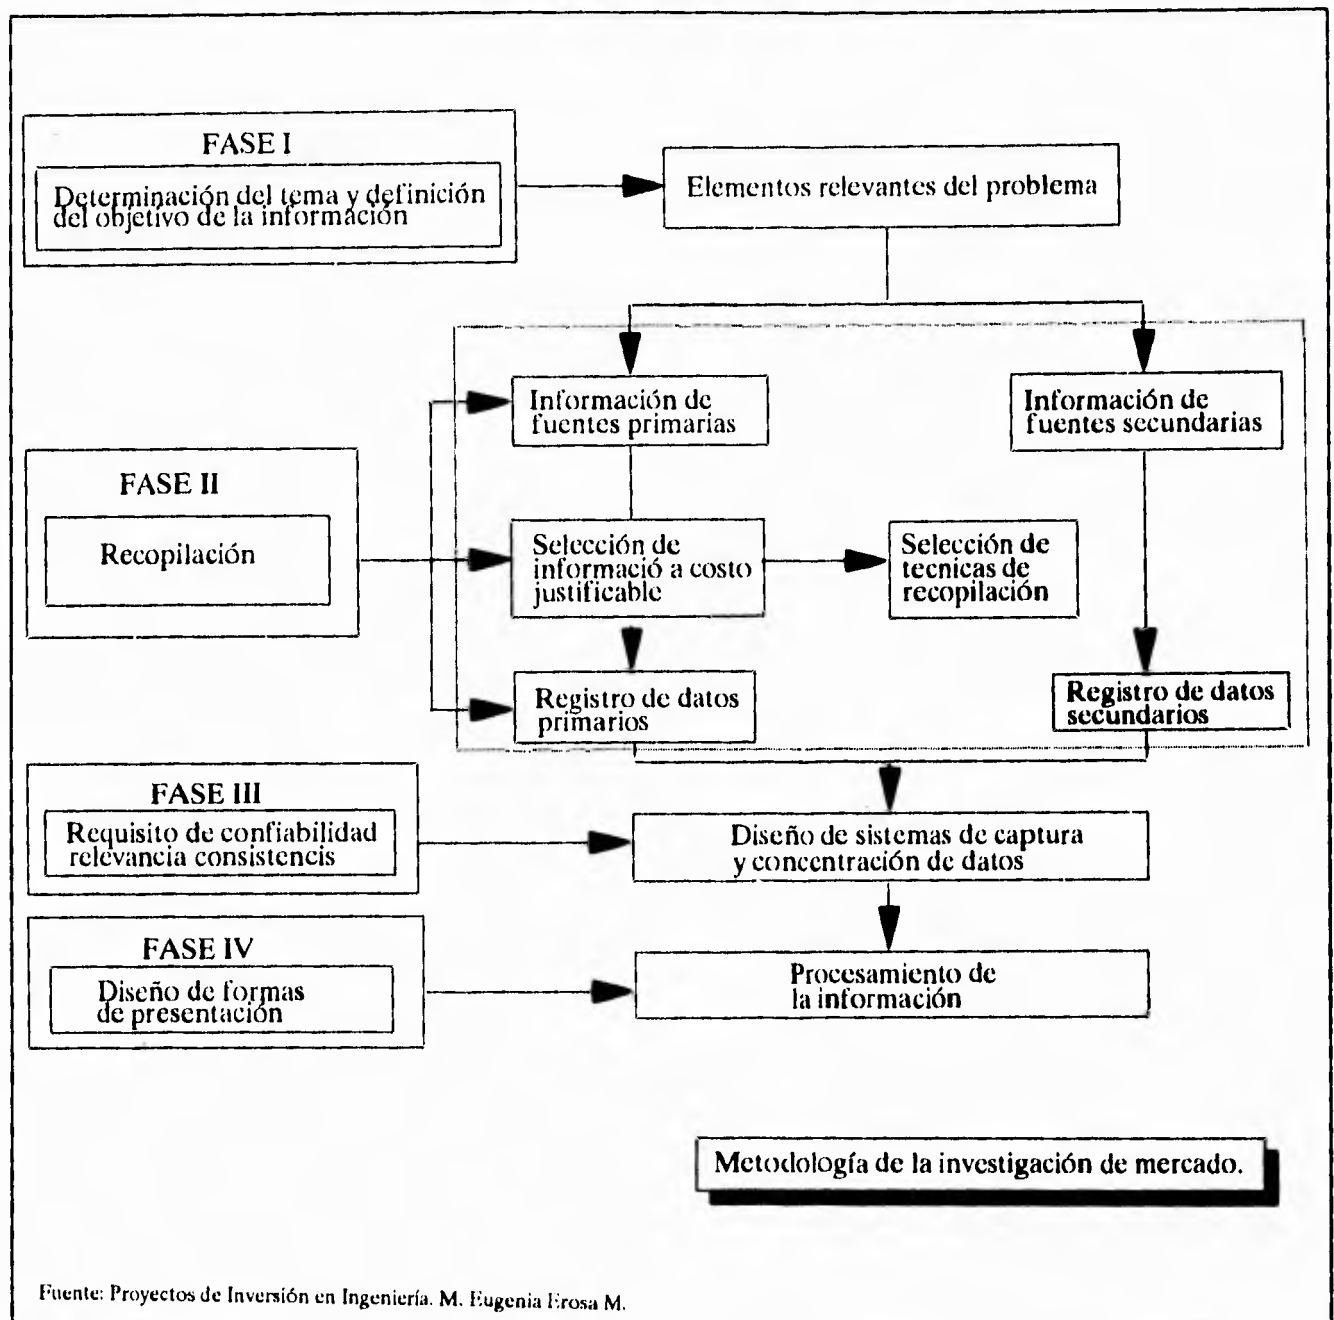 FASE I
Determinación del tema y definición
del objetivo de la información
Elementos relevantes del problema
Información de
fuentes primarias
Información de
fuentes secundarias
FASE II
Recopilación
Selección de
informació a costo
justificable
Selección de
tecnicas de
recopilación
Registro de datos
primarios
Registro de datos
secundarios
FASE III
Requisito de confiabilidad
relevancia consistencis
Diseño de sistemas de captura
y concentración de datos
FASE IV
Diseño de formas
de presentación
Procesamiento de
la información
Metodología de la investigación de mercado.
Fuente: Proyectos de Inversión en Ingeniería. M. Eugenia Erosa M.